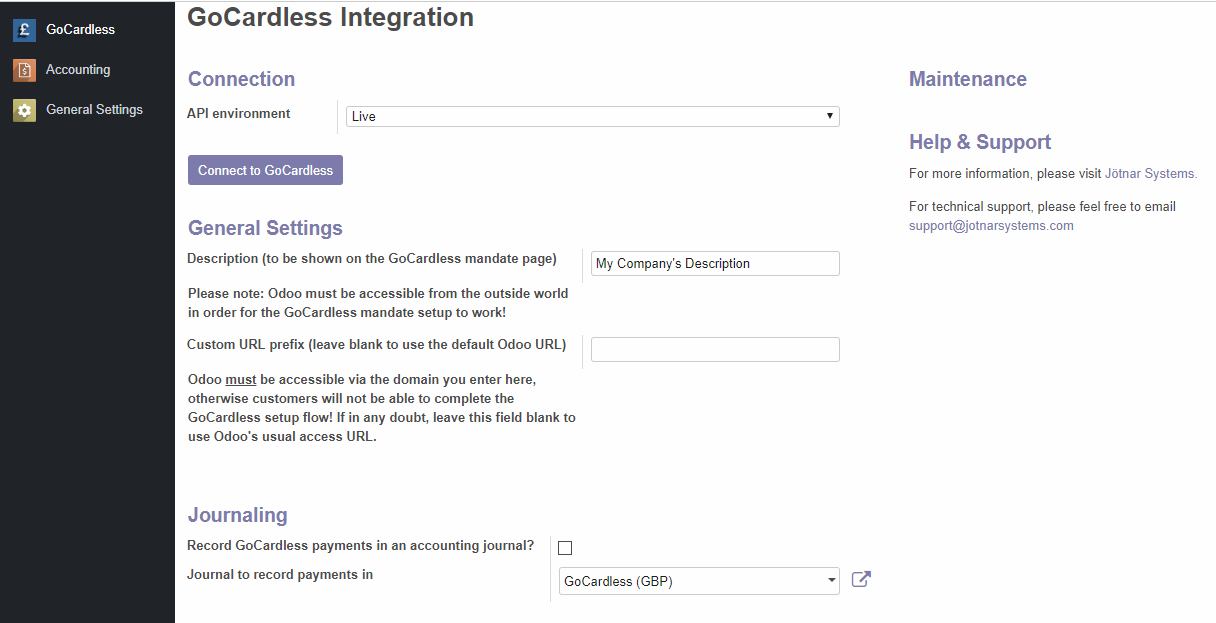 GoCardless
Accounting
General Settings
GoCardless Integration
Connection
API environment
Live
Connect to GoCardless
General Settings
Description (to be shown on the GoCardless mandate page)
My Company's Description
Please note: Odoo must be accessible from the outside world
in order for the GoCardless mandate setup to work!
Custom URL prefix (leave blank to use the default Odoo URL)
Odoo must be accessible via the domain you enter here,
otherwise customers will not be able to complete the
GoCardless setup flow! If in any doubt, leave this field blank to
use Odoo's usual access URL.
Journaling
Record GoCardless payments in an accounting journal?
Journal to record payments in
GoCardless (GBP)
Maintenance
Help & Support
For more information, please visit Jötnar Systems.
For technical support, please feel free to email
support@jotnarsystems.com